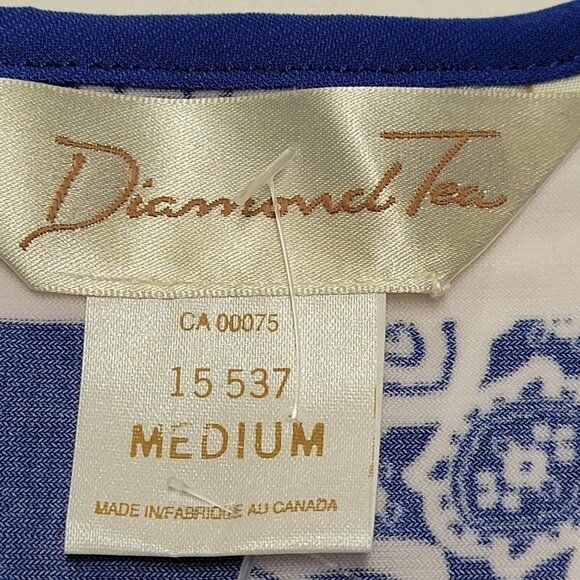 Diamond Tea
CA 00075
15 537
MEDIUM
MADE IN/FABRIQUE AU CANADA